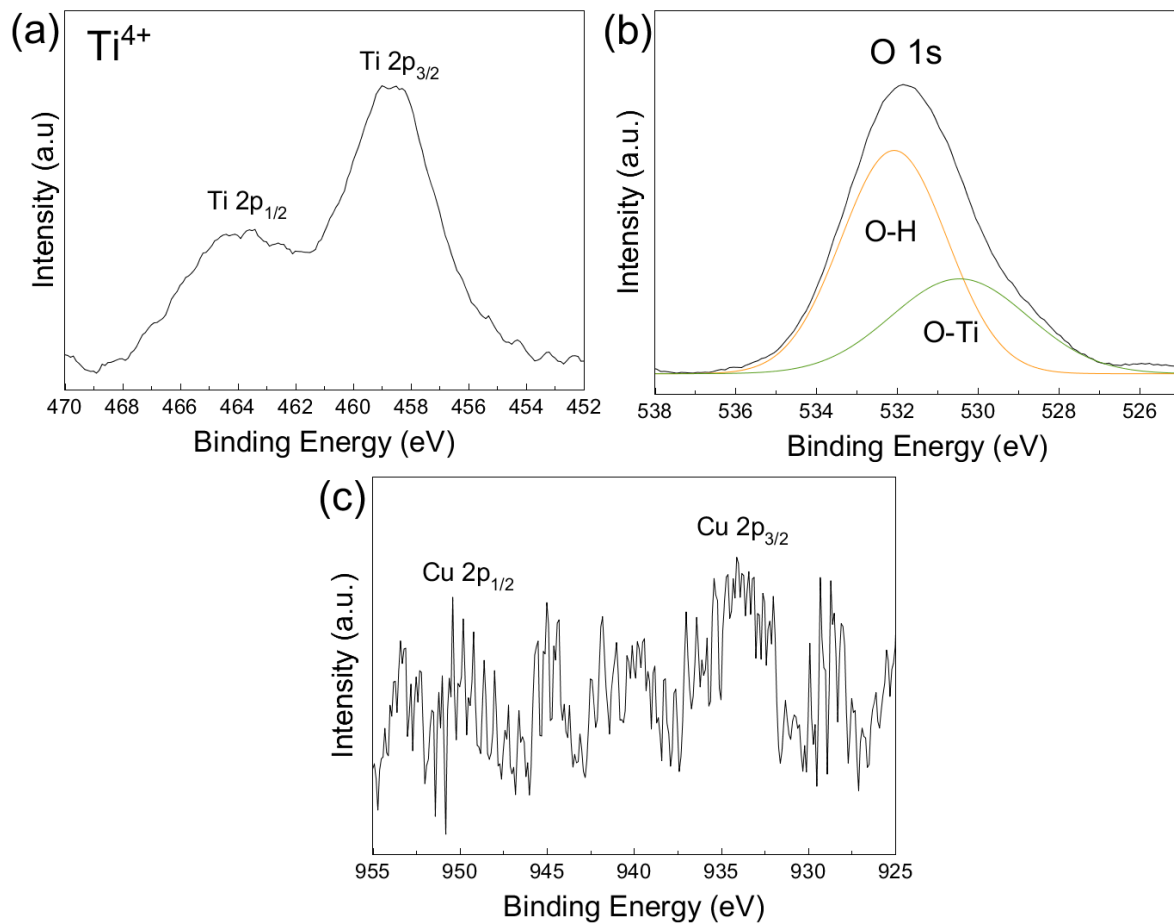 (a)
Ti⁴⁺
Ti 2p₃/₂
Ti 2p₁/₂
Intensity (a.u)
470 468 466 464 462 460 458 456 454 452
Binding Energy (eV)
(b)
O 1s
O-H
O-Ti
Intensity (a.u.)
538 536 534 532 530 528 526
Binding Energy (eV)
(c)
Cu 2p₃/₂
Cu 2p₁/₂
Intensity (a.u.)
955 950 945 940 935 930 925
Binding Energy (eV)